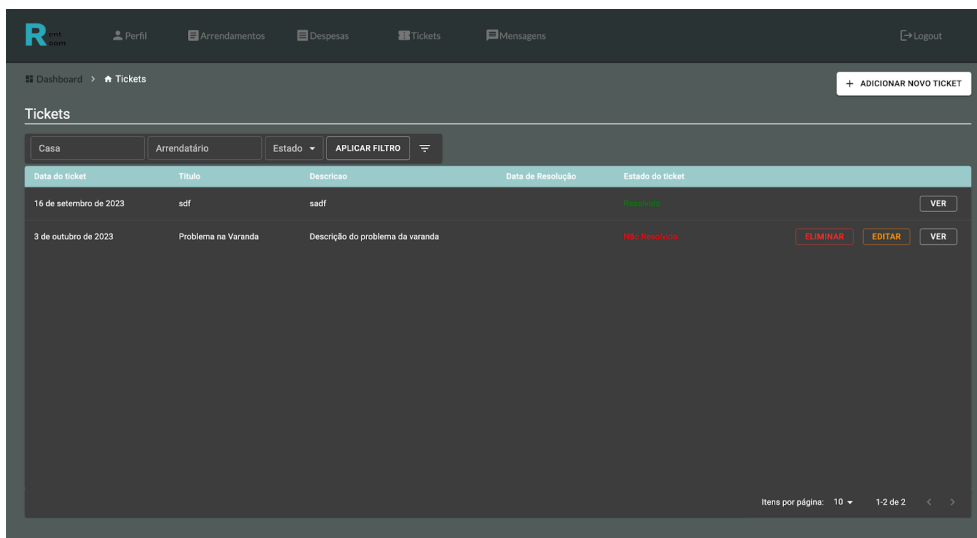 Rent Room Perfil Arrendamentos Despesas Tickets Mensagens Logout
Dashboard > Tickets
+ ADICIONAR NOVO TICKET
Tickets
Casa Arrendatário Estado APLICAR FILTRO
Data do ticket Titulo Descricao Data de Resolução Estado do ticket
16 de setembro de 2023 sdf sadf Resolvido VER
3 de outubro de 2023 Problema na Varanda Descrição do problema da varanda Não Resolvido ELIMINAR EDITAR VER
Itens por página: 10 1-2 de 2 < >